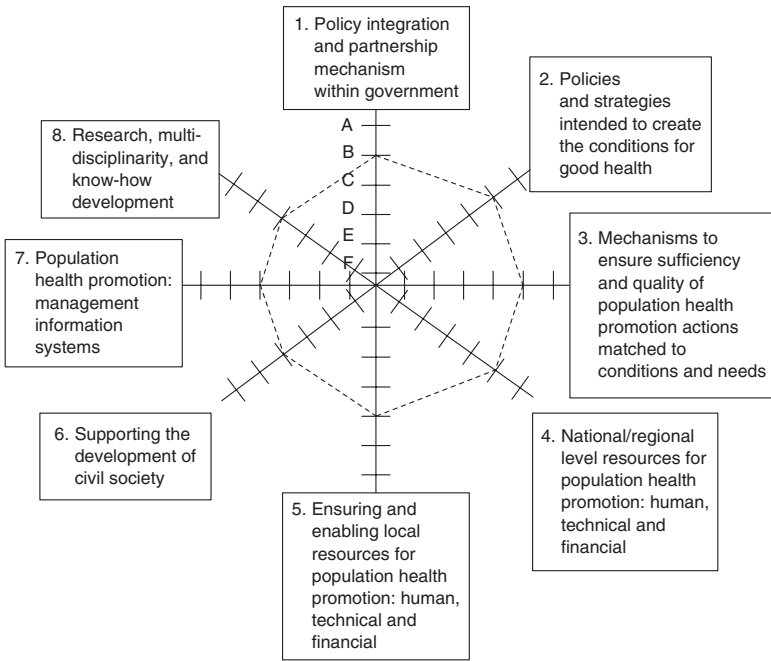 1. Policy integration
and partnership
mechanism
within government
2. Policies
and strategies
intended to create
the conditions for
good health
3. Mechanisms to
ensure sufficiency
and quality of
population health
promotion actions
matched to
conditions and needs
4. National/regional
level resources for
population health
promotion: human,
technical and
financial
5. Ensuring and
enabling local
resources for
population health
promotion: human,
technical and
financial
6. Supporting the
development of
civil society
7. Population
health promotion:
management
information
systems
8. Research, multi-
disciplinarity, and
know-how
development
A
B
C
D
E
F